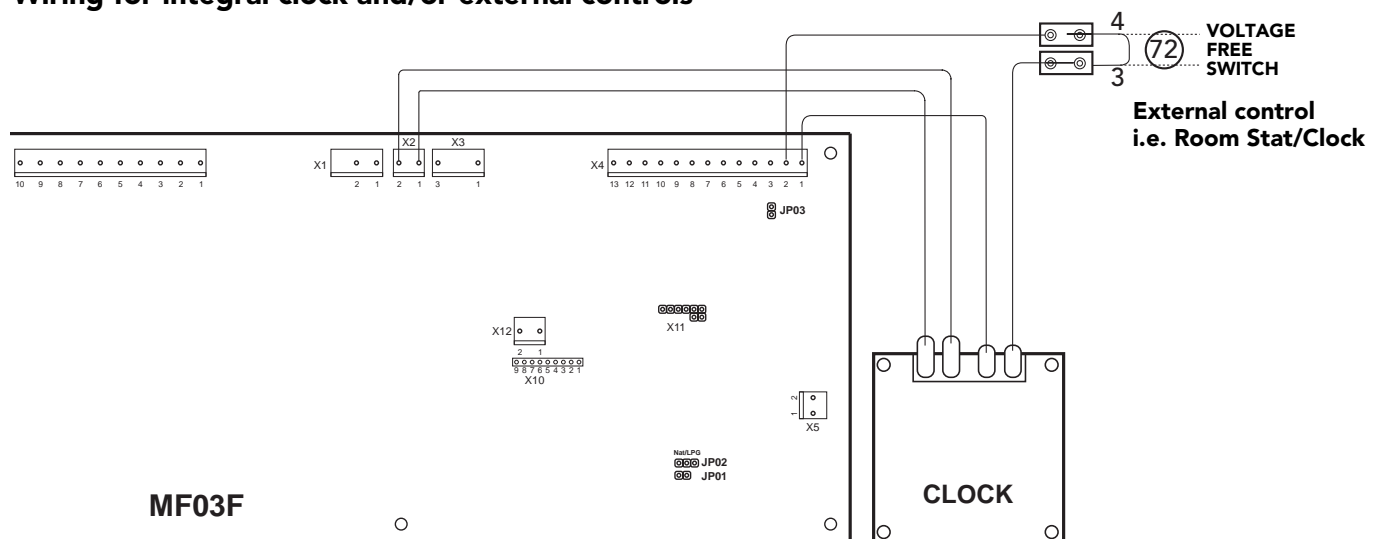 Wiring for integral clock and/or external controls
4
72
3
VOLTAGE
FREE
SWITCH
External control
i.e. Room Stat/Clock
X1
X2
X3
X4
10 9 8 7 6 5 4 3 2 1
2 1
2 1
3 1
13 12 11 10 9 8 7 6 5 4 3 2 1
JP03
X11
X12
2 1
9 8 7 6 5 4 3 2 1
X10
2
1
X5
Nat/LPG
JP02
JP01
MF03F
CLOCK